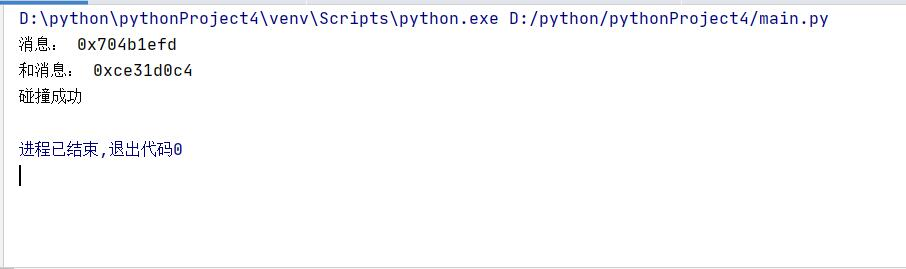 D:\python\pythonProject4\venv\Scripts\python.exe D:/python/pythonProject4/main.py
消息： 0x704b1efd
和消息： 0xce31d0c4
碰撞成功
进程已结束,退出代码0